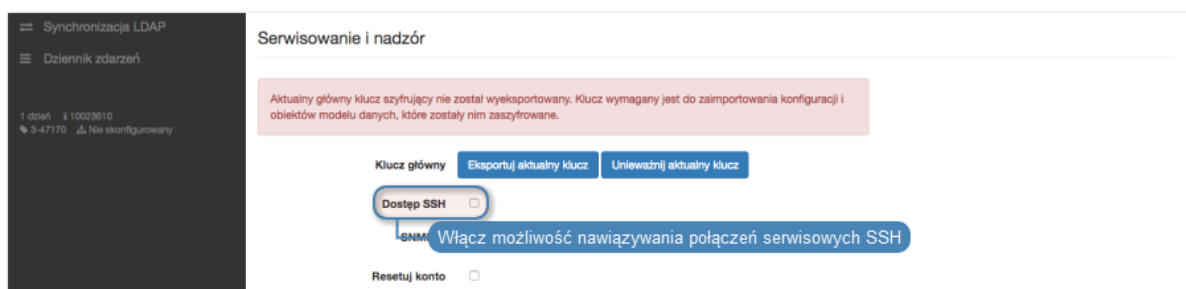 Synchronizacja LDAP
Serwisowanie i nadzór
Dziennik zdarzeń
Aktualny główny klucz szyfrujący nie został wyeksportowany. Klucz wymagany jest do zaimportowania konfiguracji i
obiektów modelu danych, które zostały nim zaszyfrowane.
1 dzień 10023610
3-47170 Nie skonfigurowany
Klucz główny Eksportuj aktualny klucz Unieważnij aktualny klucz
Dostęp SSH
SNM
Włącz możliwość nawiązywania połączeń serwisowych SSH
Resetuj konto